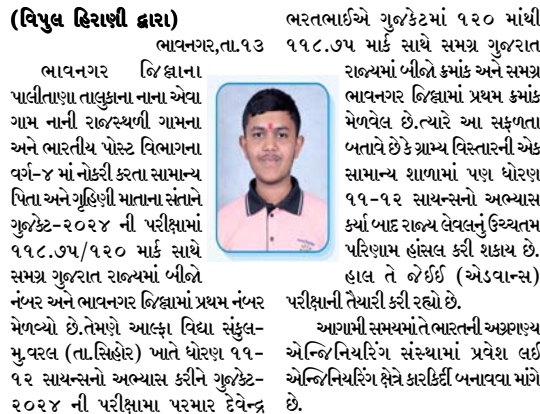 (વિપુલ હિરાણી દ્વારા)
ભાવનગર,તા.૧૩
ભાવનગર જિલ્લાના
પાલીતાણા તાલુકાના નાના એવા
ગામ નાની રાજસ્થળી ગામના
અને ભારતીય પોસ્ટ વિભાગના
વર્ગ-૪ માં નોકરી કરતા સામાન્ય
પિતા અને ગૃહિણી માતાના સંતાને
ગુજકેટ-૨૦૨૪ ની પરીક્ષામાં
૧૧૮.૭૫/૧૨૦ માર્ક સાથે
સમગ્ર ગુજરાત રાજ્યમાં બીજો
નંબર અને ભાવનગર જિલ્લામાં પ્રથમ નંબર
મેળવ્યો છે.તેમણે આલ્ફા વિદ્યા સંકુલ-
મુ.વરલ (તા.સિહોર) ખાતે ધોરણ ૧૧-
૧૨ સાયન્સનો અભ્યાસ કરીને ગુજકેટ-
૨૦૨૪ ની પરીક્ષામા પરમાર દેવેન્દ્ર
ભરતભાઈએ ગુજકેટમાં ૧૨૦ માંથી
૧૧૮.૭૫ માર્ક સાથે સમગ્ર ગુજરાત
રાજ્યમાં બીજો ક્રમાંક અને સમગ્ર
ભાવનગર જિલ્લામાં પ્રથમ ક્રમાંક
મેળવેલ છે.ત્યારે આ સફળતા
બતાવે છે કે ગ્રામ્ય વિસ્તારની એક
સામાન્ય શાળામાં પણ ધોરણ
૧૧-૧૨ સાયન્સનો અભ્યાસ
કર્યા બાદ રાજ્ય લેવલનું ઉચ્ચતમ
પરિણામ હાંસલ કરી શકાય છે.
હાલ તે જેઈઈ (એડવાન્સ)
પરીક્ષાની તૈયારી કરી રહ્યો છે.
આગામી સમયમાં તે ભારતની અગ્રગણ્ય
એન્જિનિયરિંગ સંસ્થામાં પ્રવેશ લઇ
એન્જિનિયરિંગ ક્ષેત્રે કારકિર્દી બનાવવા માંગે
છે.